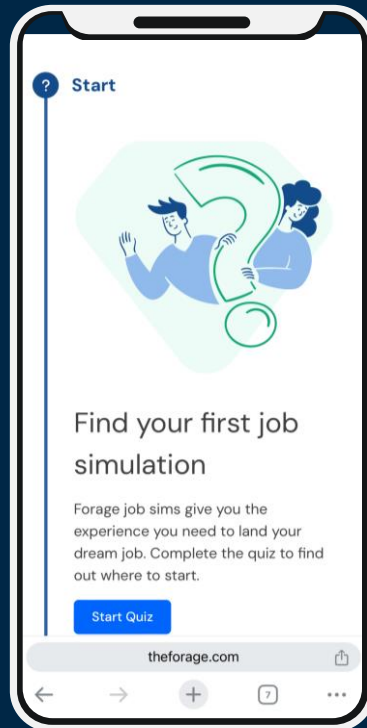 ?
Start
Find your first job
simulation
Forage job sims give you the
experience you need to land your
dream job. Complete the quiz to find
out where to start.
Start Quiz
theforage.com
7